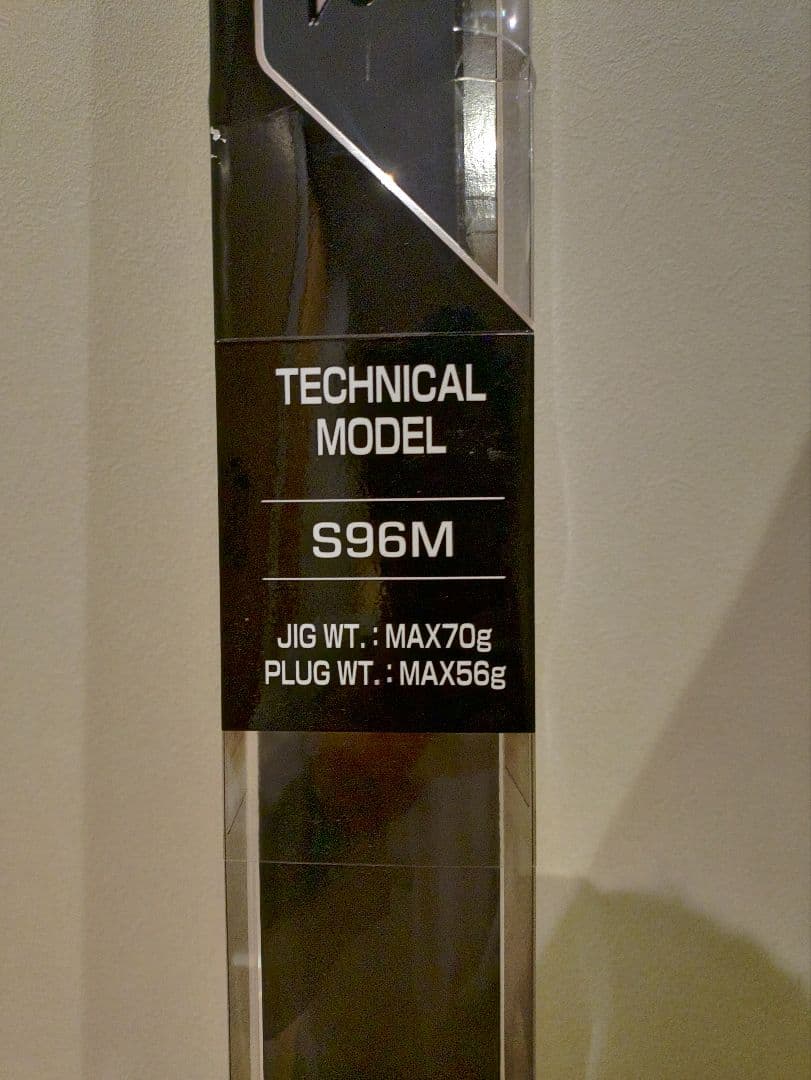 TECHNICAL
MODEL
S96M
JIG WT. : MAX70g
PLUG WT. : MAX56g